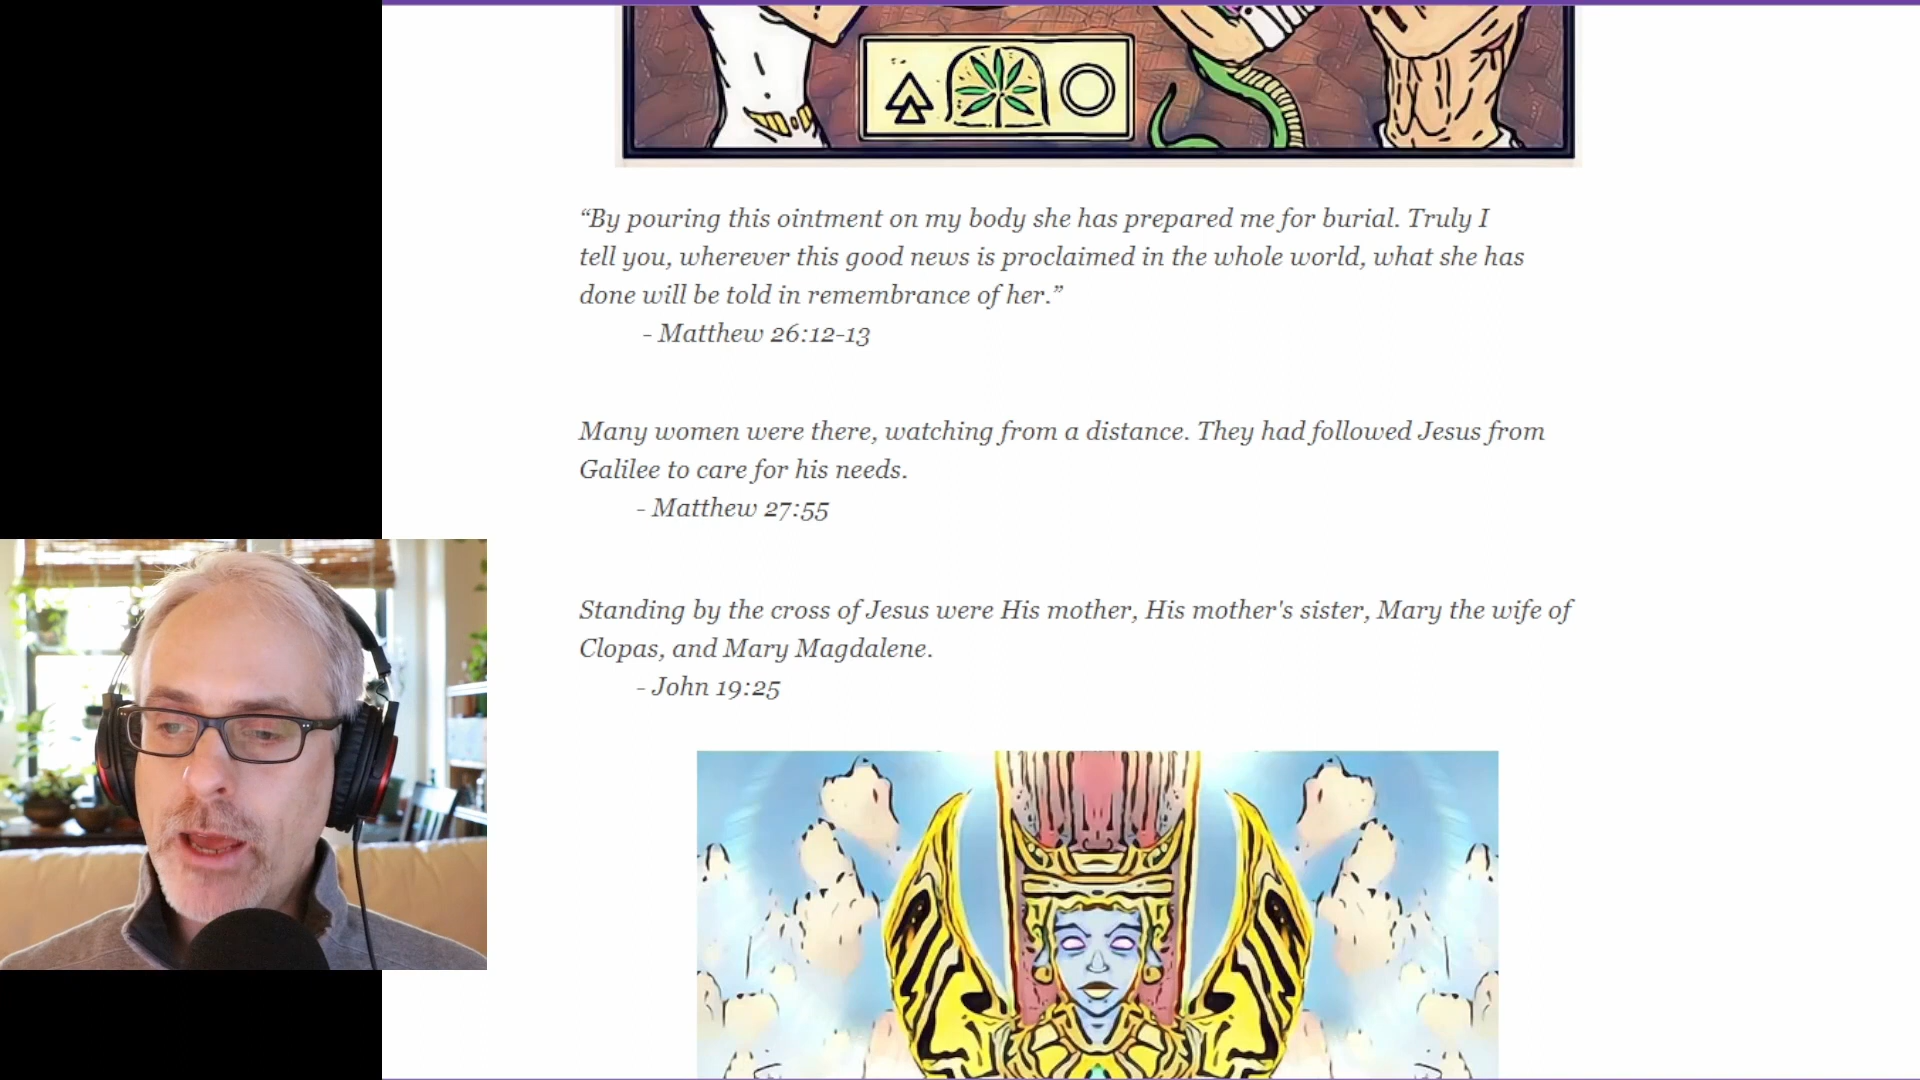 “By pouring this ointment on my body she has prepared me for burial. Truly I
tell you, wherever this good news is proclaimed in the whole world, what she has
done will be told in remembrance of her.”
- Matthew 26:12-13
Many women were there, watching from a distance. They had followed Jesus from
Galilee to care for his needs.
- Matthew 27:55
Standing by the cross of Jesus were His mother, His mother's sister, Mary the wife of
Clopas, and Mary Magdalene.
- John 19:25